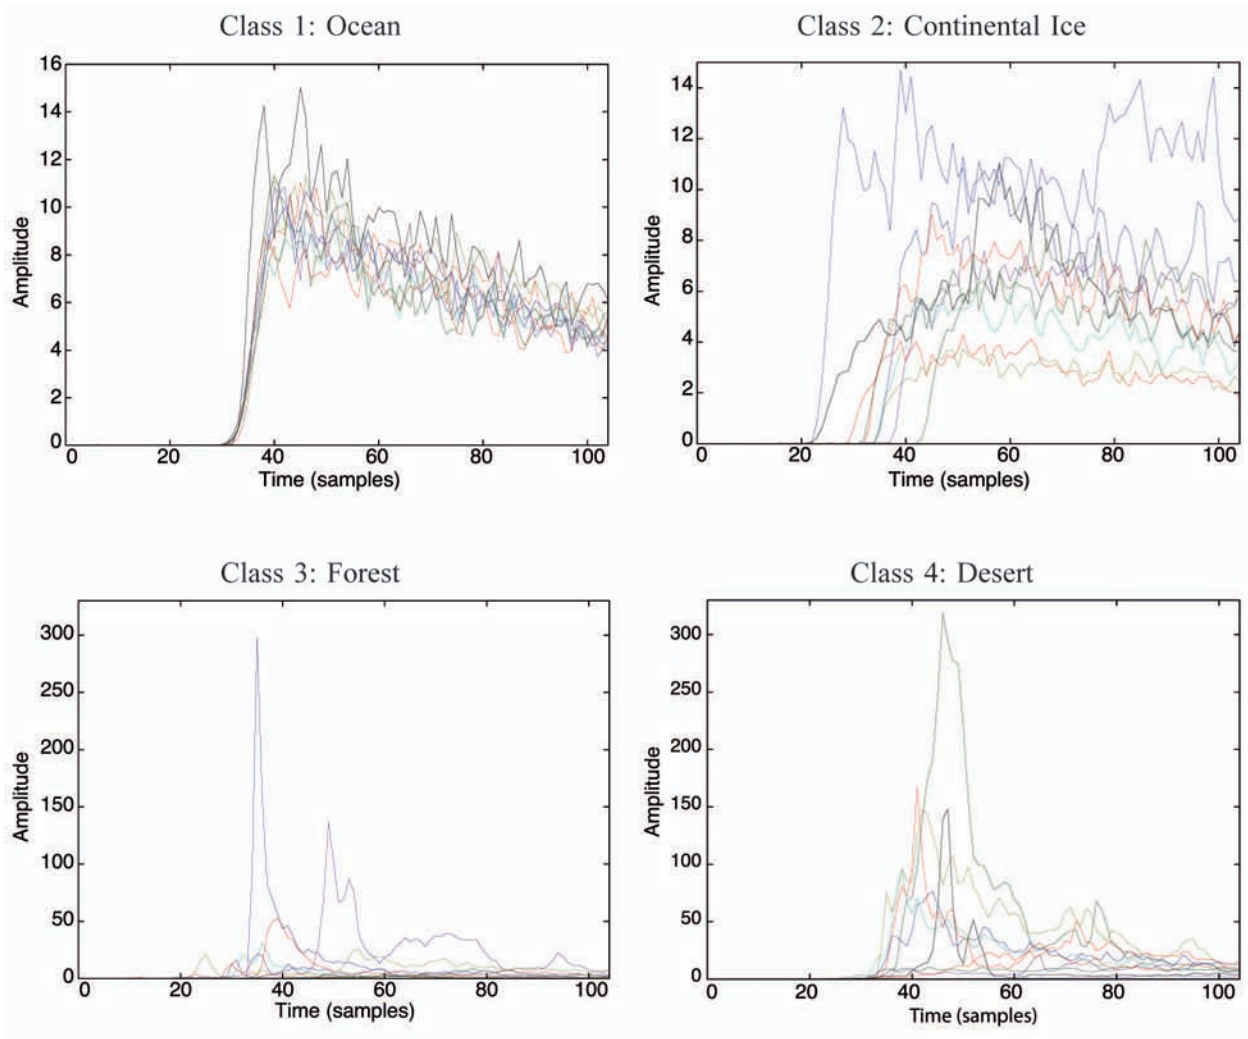 Class 1: Ocean
16
14
12
10
8
6
4
2
0
Amplitude
0 20 40 60 80 100
Time (samples)
Class 2: Continental Ice
14
12
10
8
6
4
2
0
Amplitude
0 20 40 60 80 100
Time (samples)
Class 3: Forest
300
250
200
150
100
50
0
Amplitude
0 20 40 60 80 100
Time (samples)
Class 4: Desert
300
250
200
150
100
50
0
Amplitude
0 20 40 60 80 100
Time (samples)